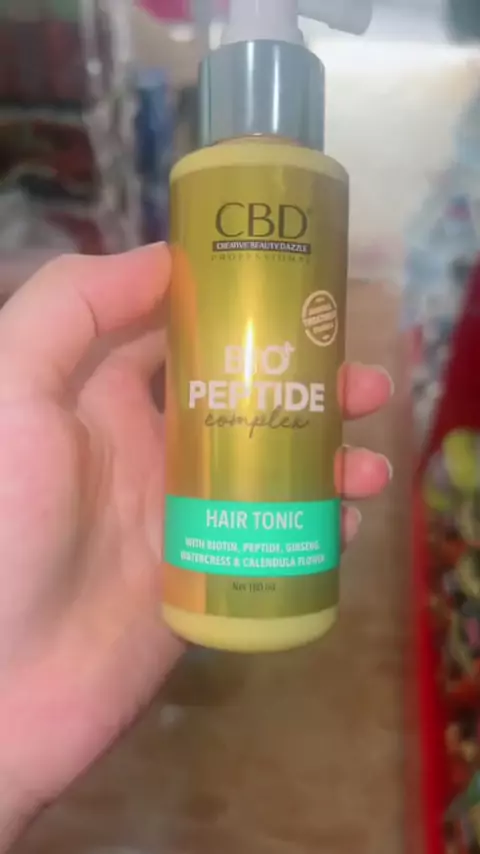 CBD
CREATIVE BEAUTY DAZZLE
PROFESSIONAL
BIO+
PEPTIDE
complex
HAIR TONIC
WITH BIOTIN, PEPTIDE, GINSENG,
WATERCRESS & CALENDULA FLOWER